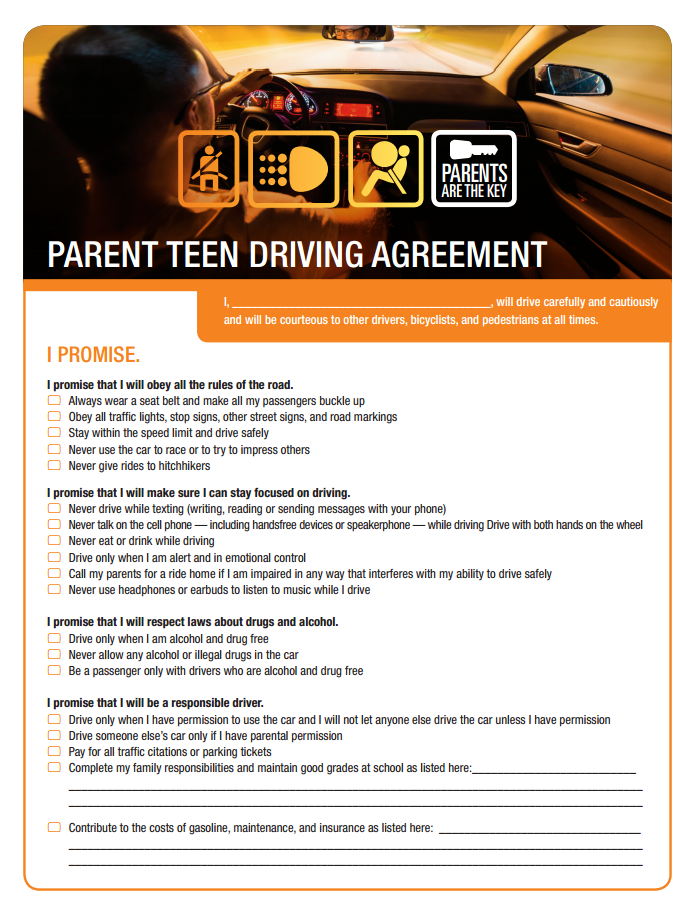 PARENTS
ARE THE KEY
PARENT TEEN DRIVING AGREEMENT
I, ________________________________________, will drive carefully and cautiously
and will be courteous to other drivers, bicyclists, and pedestrians at all times.
I PROMISE.
I promise that I will obey all the rules of the road.
Always wear a seat belt and make all my passengers buckle up
Obey all traffic lights, stop signs, other street signs, and road markings
Stay within the speed limit and drive safely
Never use the car to race or to try to impress others
Never give rides to hitchhikers
I promise that I will make sure I can stay focused on driving.
Never drive while texting (writing, reading or sending messages with your phone)
Never talk on the cell phone — including handsfree devices or speakerphone — while driving Drive with both hands on the wheel
Never eat or drink while driving
Drive only when I am alert and in emotional control
Call my parents for a ride home if I am impaired in any way that interferes with my ability to drive safely
Never use headphones or earbuds to listen to music while I drive
I promise that I will respect laws about drugs and alcohol.
Drive only when I am alcohol and drug free
Never allow any alcohol or illegal drugs in the car
Be a passenger only with drivers who are alcohol and drug free
I promise that I will be a responsible driver.
Drive only when I have permission to use the car and I will not let anyone else drive the car unless I have permission
Drive someone else's car only if I have parental permission
Pay for all traffic citations or parking tickets
Complete my family responsibilities and maintain good grades at school as listed here:__________________________
Contribute to the costs of gasoline, maintenance, and insurance as listed here: ________________________________